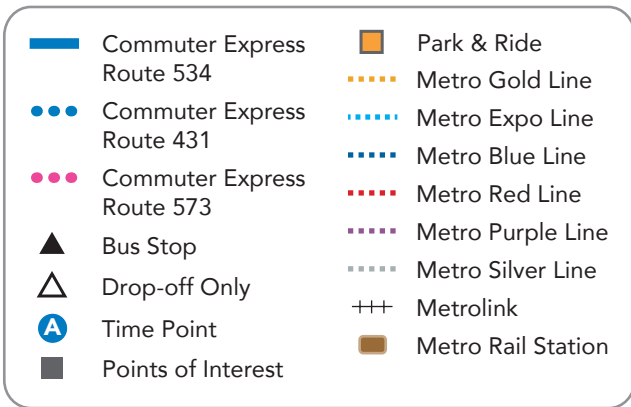 Commuter Express
Route 534
Commuter Express
Route 431
Commuter Express
Route 573
Bus Stop
Drop-off Only
A Time Point
Points of Interest
Park & Ride
Metro Gold Line
Metro Expo Line
Metro Blue Line
Metro Red Line
Metro Purple Line
Metro Silver Line
Metrolink
Metro Rail Station